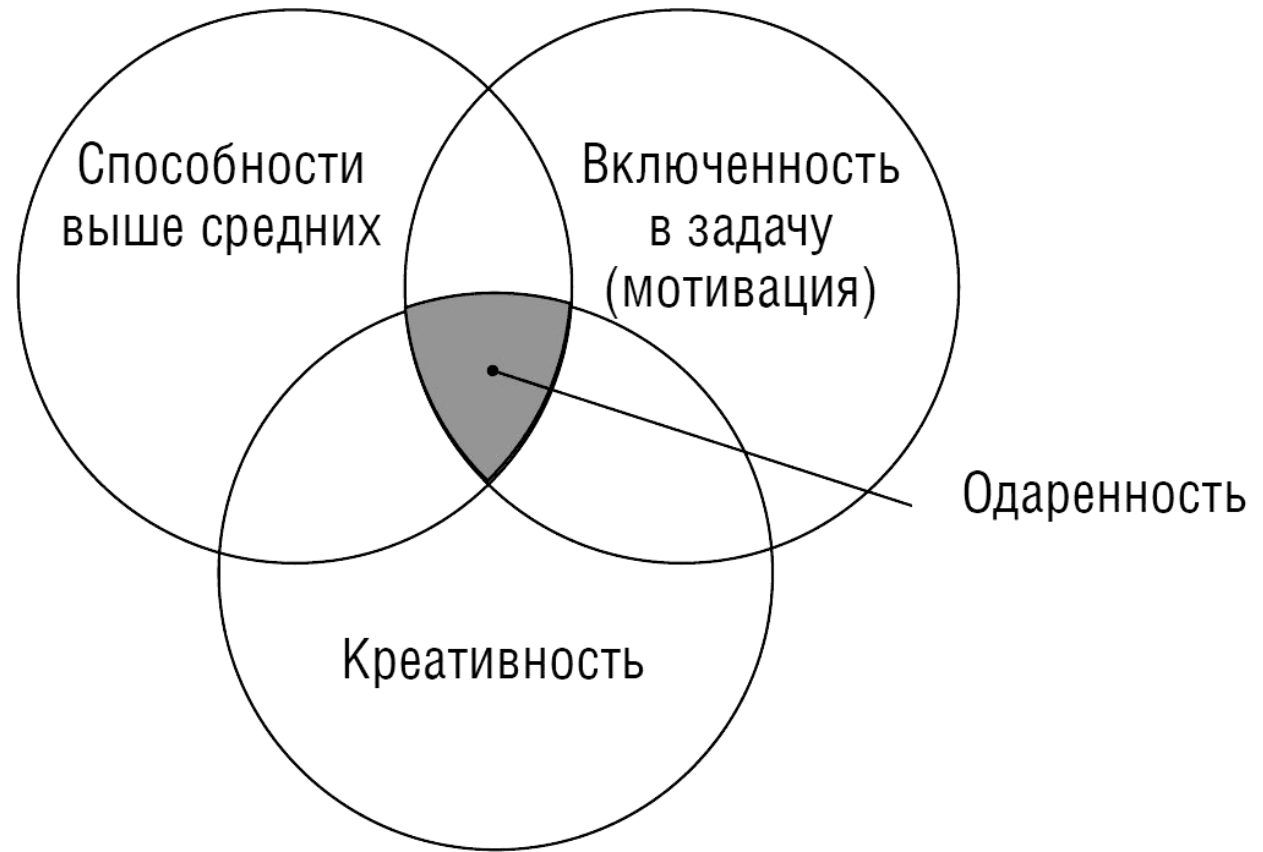 Способности
выше средних
Включенность
в задачу
(мотивация)
Одаренность
Креативность